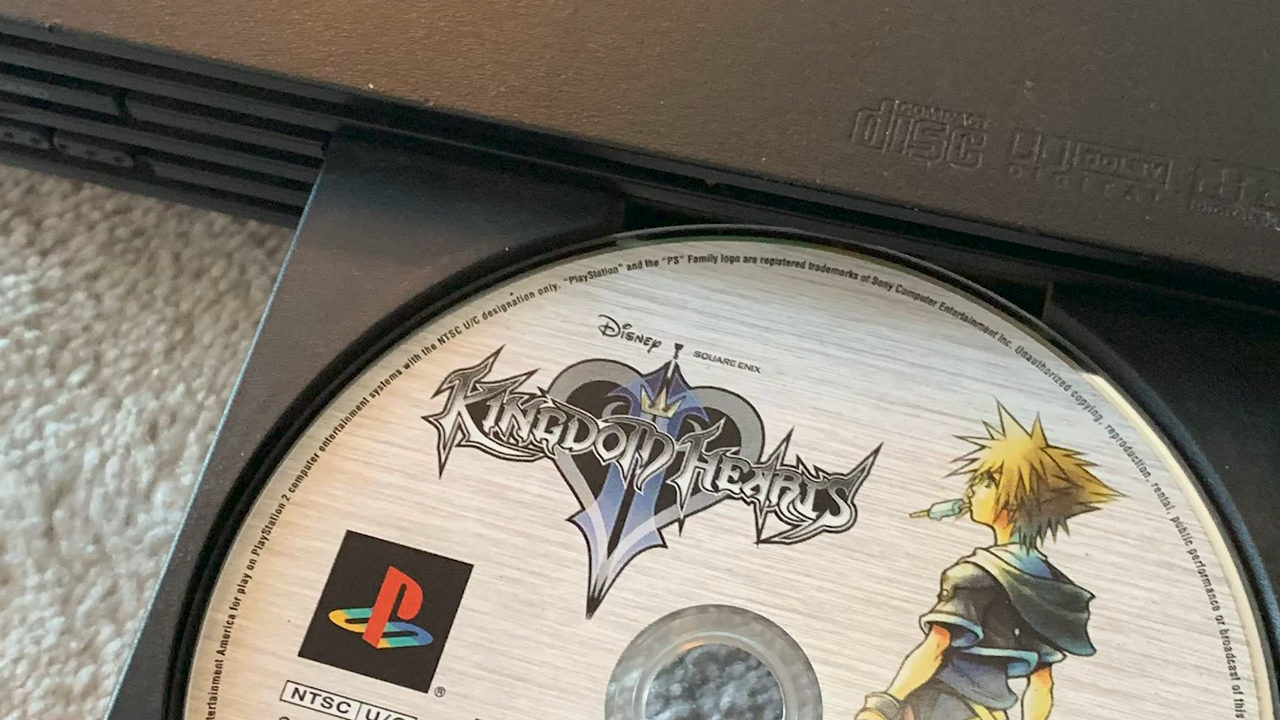 COMPACT
disc
DIGITAL
tertainment America for play on PlayStation 2 computer entertainment systems with the NTSC U/C designation only. "PlayStation" and the "PS" Family logo are registered trademarks of Sony Computer Entertainment Inc. Unauthorized copying, reproduction, rental, public performance or broadcast of this
Disney
SQUARE ENIX
KINGDOM HEARTS
II
®
NTSC U/C